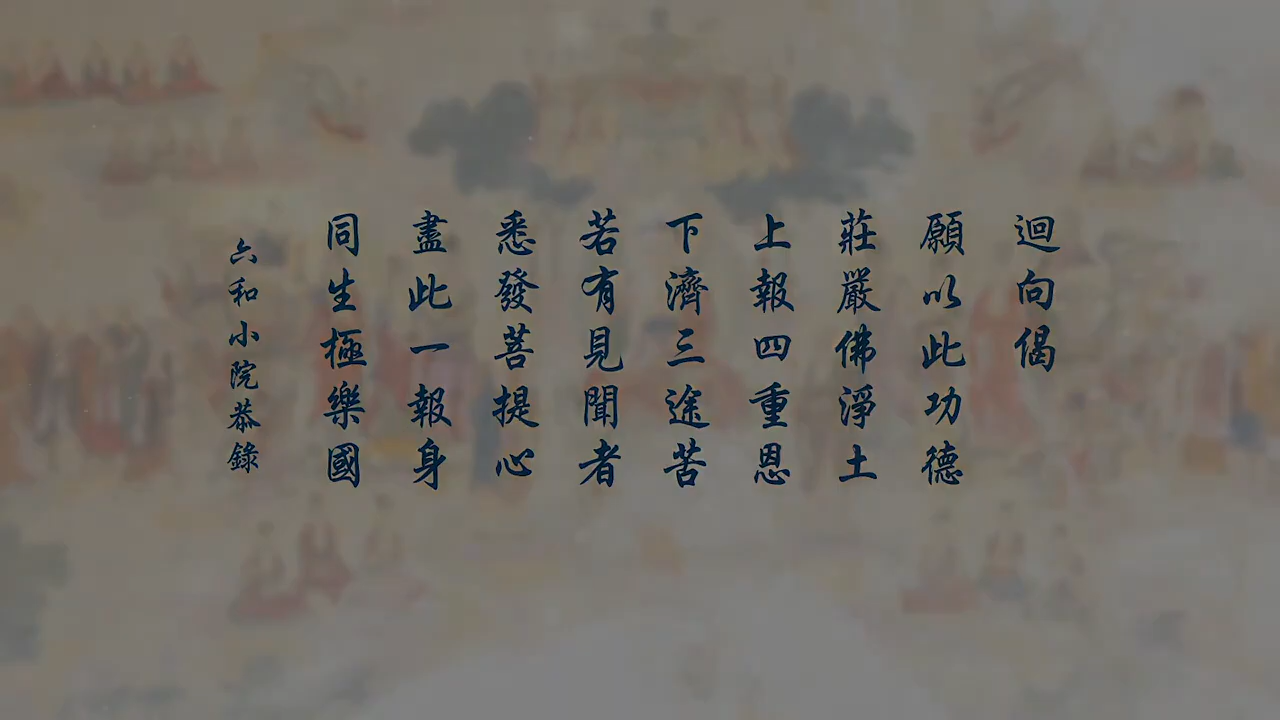 迴向偈
願以此功德
莊嚴佛淨土
上報四重恩
下濟三途苦
若有見聞者
悉發菩提心
盡此一報身
同生極樂國
六和小院恭錄